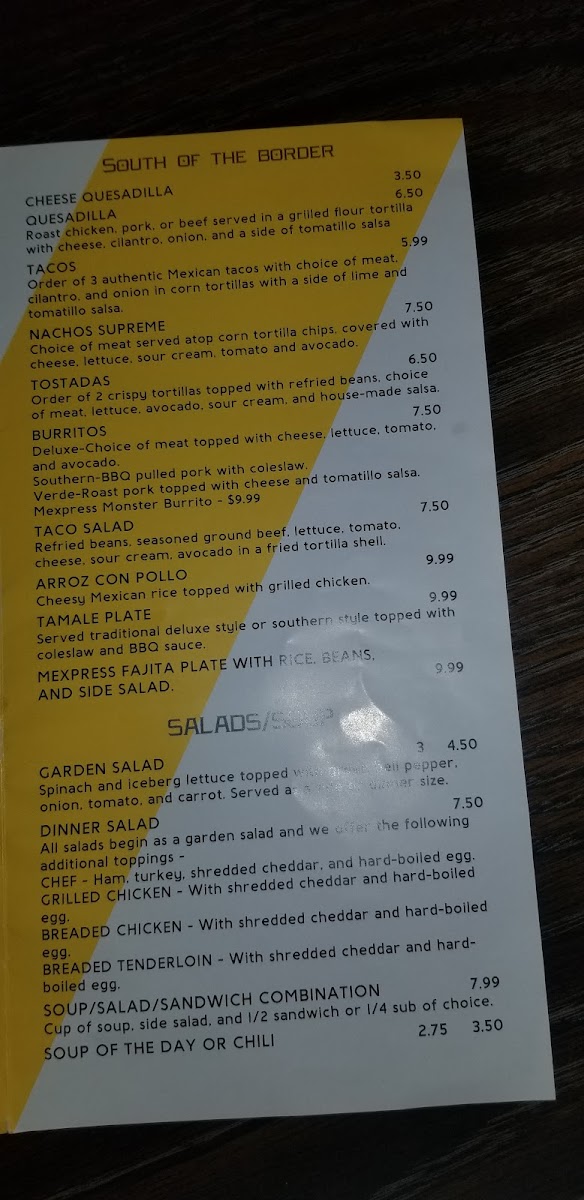 SOUTH OF THE BORDER
CHEESE QUESADILLA 3.50
QUESADILLA 6.50
Roast chicken, pork, or beef served in a grilled flour tortilla
with cheese, cilantro, onion, and a side of tomatillo salsa
TACOS 5.99
Order of 3 authentic Mexican tacos with choice of meat,
cilantro, and onion in corn tortillas with a side of lime and
tomatillo salsa.
NACHOS SUPREME 7.50
Choice of meat served atop corn tortilla chips, covered with
cheese, lettuce, sour cream, tomato and avocado.
TOSTADAS 6.50
Order of 2 crispy tortillas topped with refried beans, choice
of meat, lettuce, avocado, sour cream, and house-made salsa.
BURRITOS 7.50
Deluxe-Choice of meat topped with cheese, lettuce, tomato,
and avocado.
Southern-BBQ pulled pork with coleslaw.
Verde-Roast pork topped with cheese and tomatillo salsa.
Mexpress Monster Burrito - $9.99
TACO SALAD 7.50
Refried beans, seasoned ground beef, lettuce, tomato,
cheese, sour cream, avocado in a fried tortilla shell.
ARROZ CON POLLO 9.99
Cheesy Mexican rice topped with grilled chicken.
TAMALE PLATE 9.99
Served traditional deluxe style or southern style topped with
coleslaw and BBQ sauce.
MEXPRESS FAJITA PLATE WITH RICE, BEANS,
AND SIDE SALAD. 9.99
SALADS/SOUP
GARDEN SALAD 3 4.50
Spinach and iceberg lettuce topped pepper,
onion, tomato, and carrot. Served dinner size.
DINNER SALAD 7.50
All salads begin as a garden salad and we offer the following
additional toppings -
CHEF - Ham, turkey, shredded cheddar, and hard-boiled egg.
GRILLED CHICKEN - With shredded cheddar and hard-boiled
egg.
BREADED CHICKEN - With shredded cheddar and hard-boiled
egg.
BREADED TENDERLOIN - With shredded cheddar and hard-
boiled egg.
SOUP/SALAD/SANDWICH COMBINATION 7.99
Cup of soup, side salad, and 1/2 sandwich or 1/4 sub of choice.
SOUP OF THE DAY OR CHILI 2.75 3.50